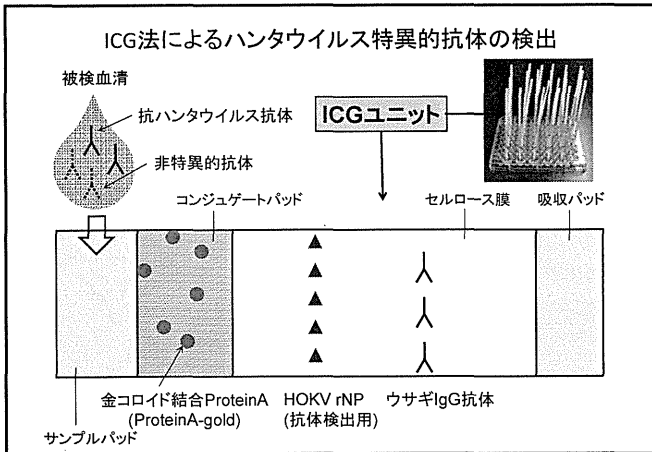 ICG法によるハンタウイルス特異的抗体の検出
被検血清
抗ハンタウイルス抗体
非特異的抗体
ICGユニット
コンジュゲートパッド
セルロース膜
吸収パッド
金コロイド結合ProteinA
(ProteinA-gold)
HOKV rNP
(抗体検出用)
ウサギIgG抗体
サンプルパッド